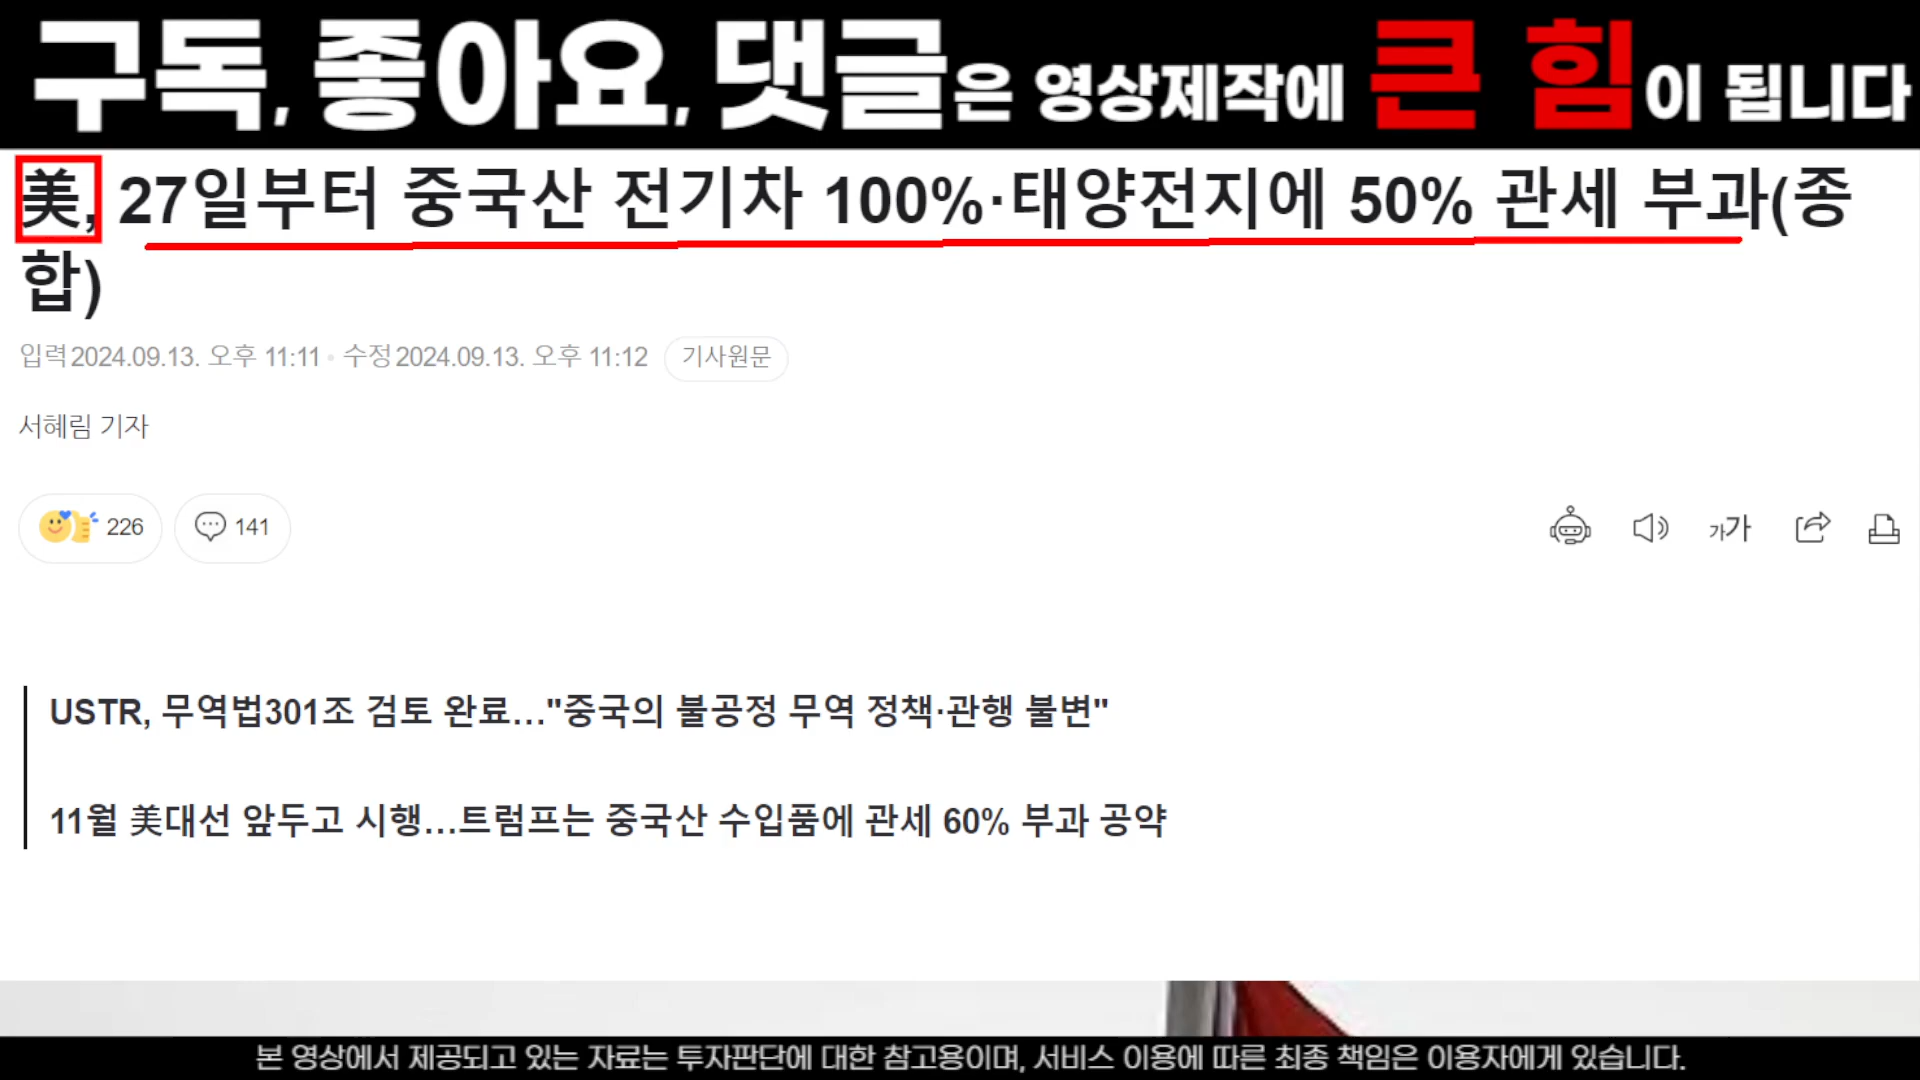 구독, 좋아요, 댓글은 영상제작에 큰 힘이 됩니다
美, 27일부터 중국산 전기차 100%·태양전지에 50% 관세 부과(종
합)
입력 2024.09.13. 오후 11:11 · 수정 2024.09.13. 오후 11:12 기사원문
서혜림 기자
226 141 가가
USTR, 무역법301조 검토 완료…"중국의 불공정 무역 정책·관행 불변"
11월 美대선 앞두고 시행…트럼프는 중국산 수입품에 관세 60% 부과 공약
본 영상에서 제공되고 있는 자료는 투자판단에 대한 참고용이며, 서비스 이용에 따른 최종 책임은 이용자에게 있습니다.